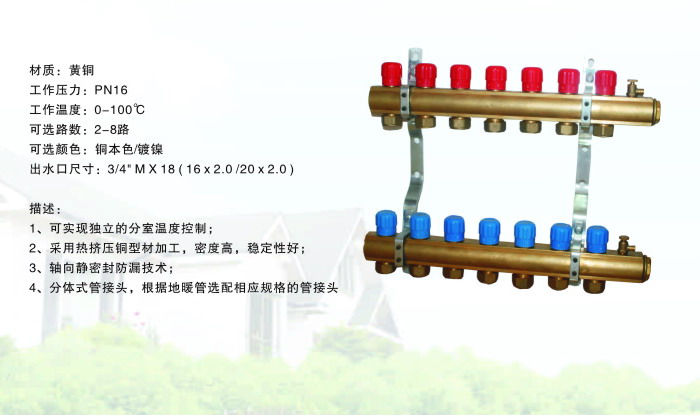 材质：黄铜
工作压力：PN16
工作温度：0-100℃
可选路数：2-8路
可选颜色：铜本色/镀镍
出水口尺寸：3/4" M X 18 ( 16 x 2.0 /20 x 2.0 )
描述：
1、可实现独立的分室温度控制；
2、采用热挤压铜型材加工，密度高，稳定性好；
3、轴向静密封防漏技术；
4、分体式管接头，根据地暖管选配相应规格的管接头